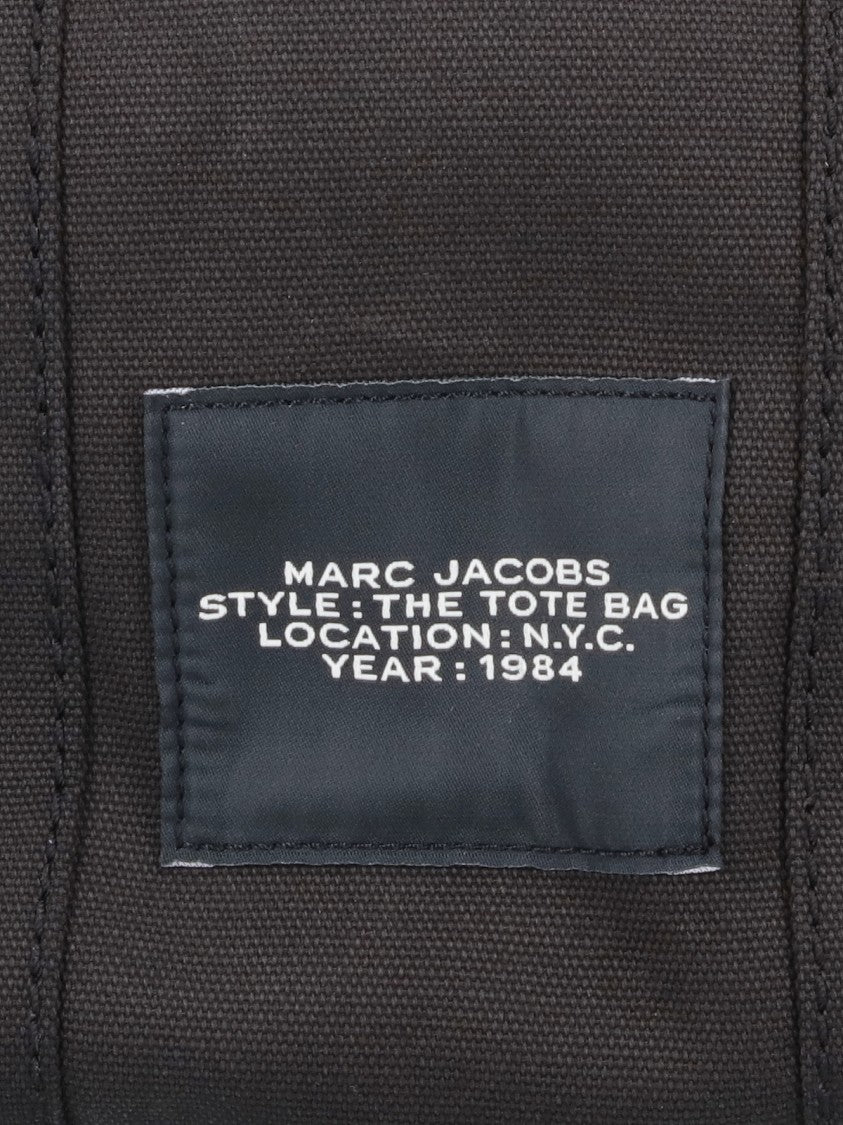 MARC JACOBS
STYLE : THE TOTE BAG
LOCATION : N.Y.C.
YEAR : 1984